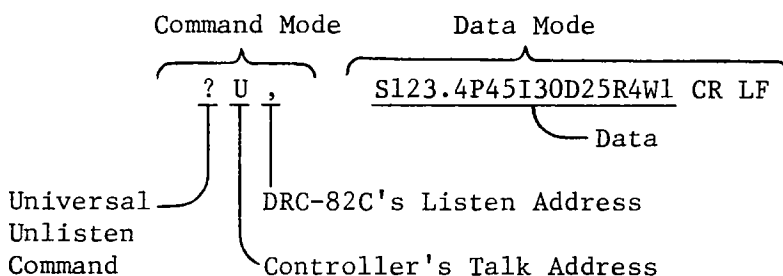 Command Mode Data Mode
? U , S123.4P45I30D25R4W1 CR LF
Data
Universal DRC-82C's Listen Address
Unlisten
Command Controller's Talk Address